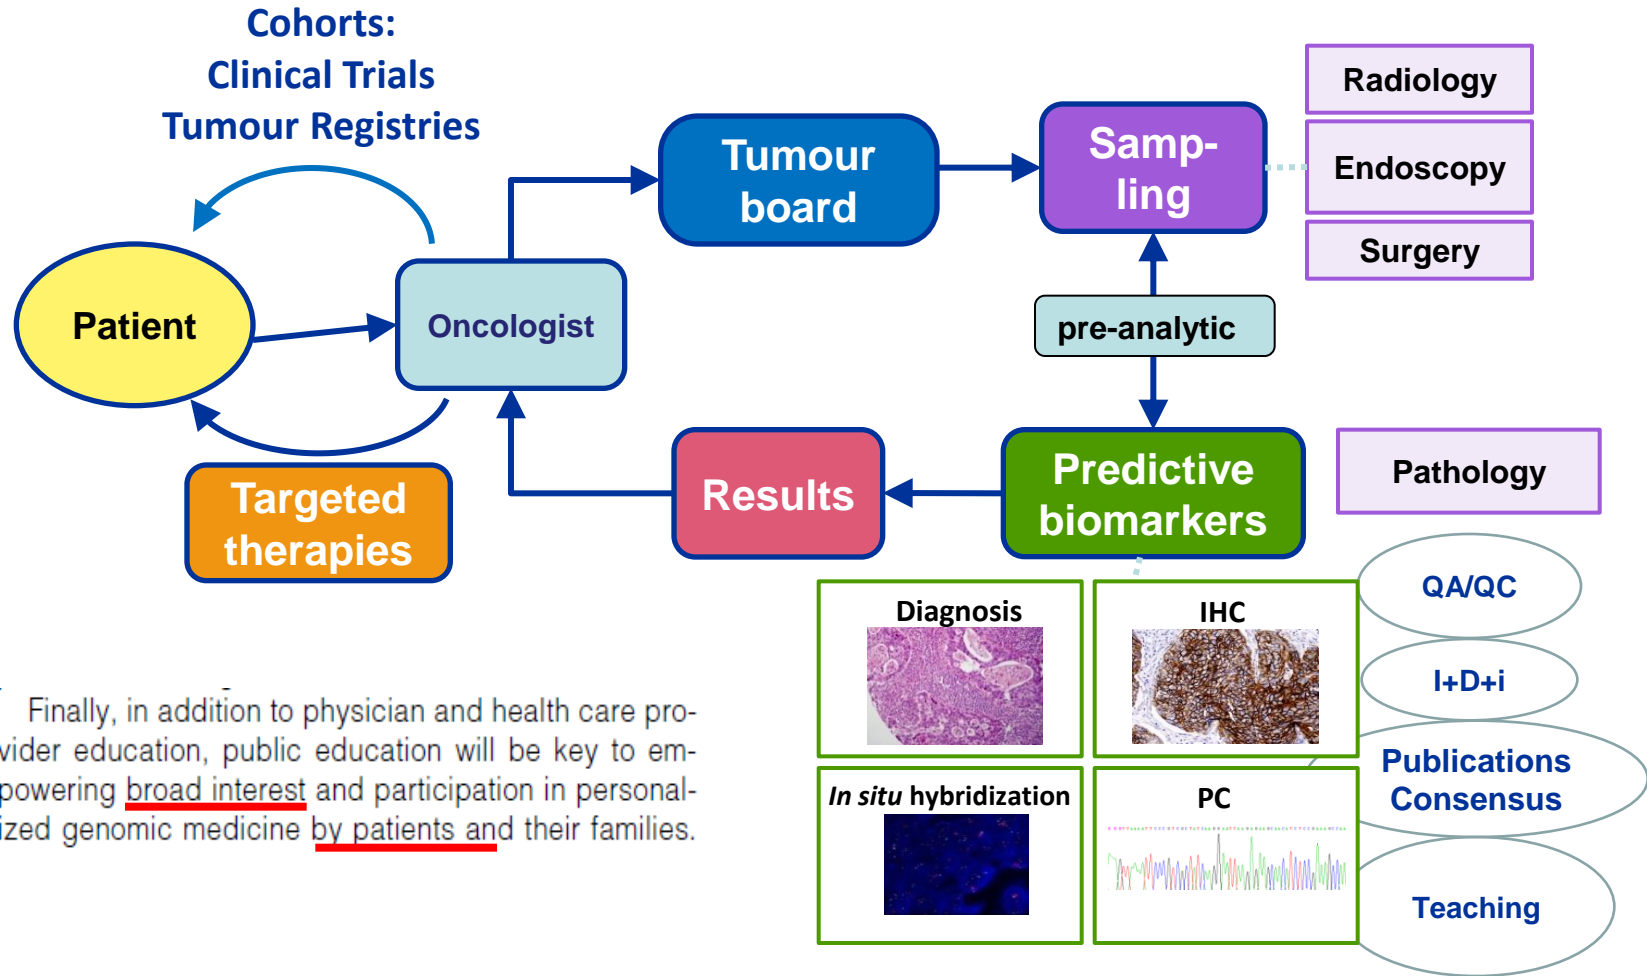 Cohorts:
Clinical Trials
Tumour Registries
Patient
Oncologist
Targeted
therapies
Tumour
board
Samp-
ling
Radiology
Endoscopy
Surgery
pre-analytic
Results
Predictive
biomarkers
Pathology
Diagnosis
IHC
In situ hybridization
PC
QA/QC
I+D+i
Publications
Consensus
Teaching
Finally, in addition to physician and health care pro-
vider education, public education will be key to em-
powering broad interest and participation in personal-
ized genomic medicine by patients and their families.